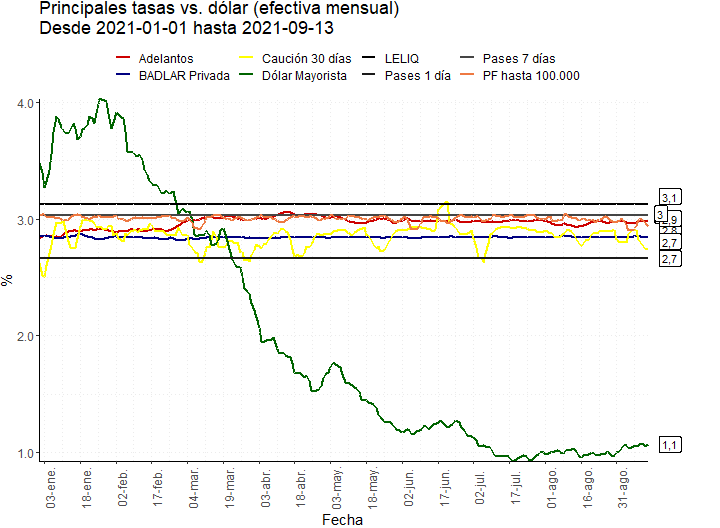 Principales tasas vs. dólar (efectiva mensual)
Desde 2021-01-01 hasta 2021-09-13
Adelantos Caución 30 días LELIQ Pases 7 días
BADLAR Privada Dólar Mayorista Pases 1 día PF hasta 100.000
4.0
3.0
2.0
1.0
%
3,1
3
2,7
2,7
1,1
03-ene. 18-ene. 02-feb. 17-feb. 04-mar. 19-mar. 03-abr. 18-abr. 03-may. 18-may. 02-jun. 17-jun. 02-jul. 17-jul. 01-ago. 16-ago. 31-ago.
Fecha